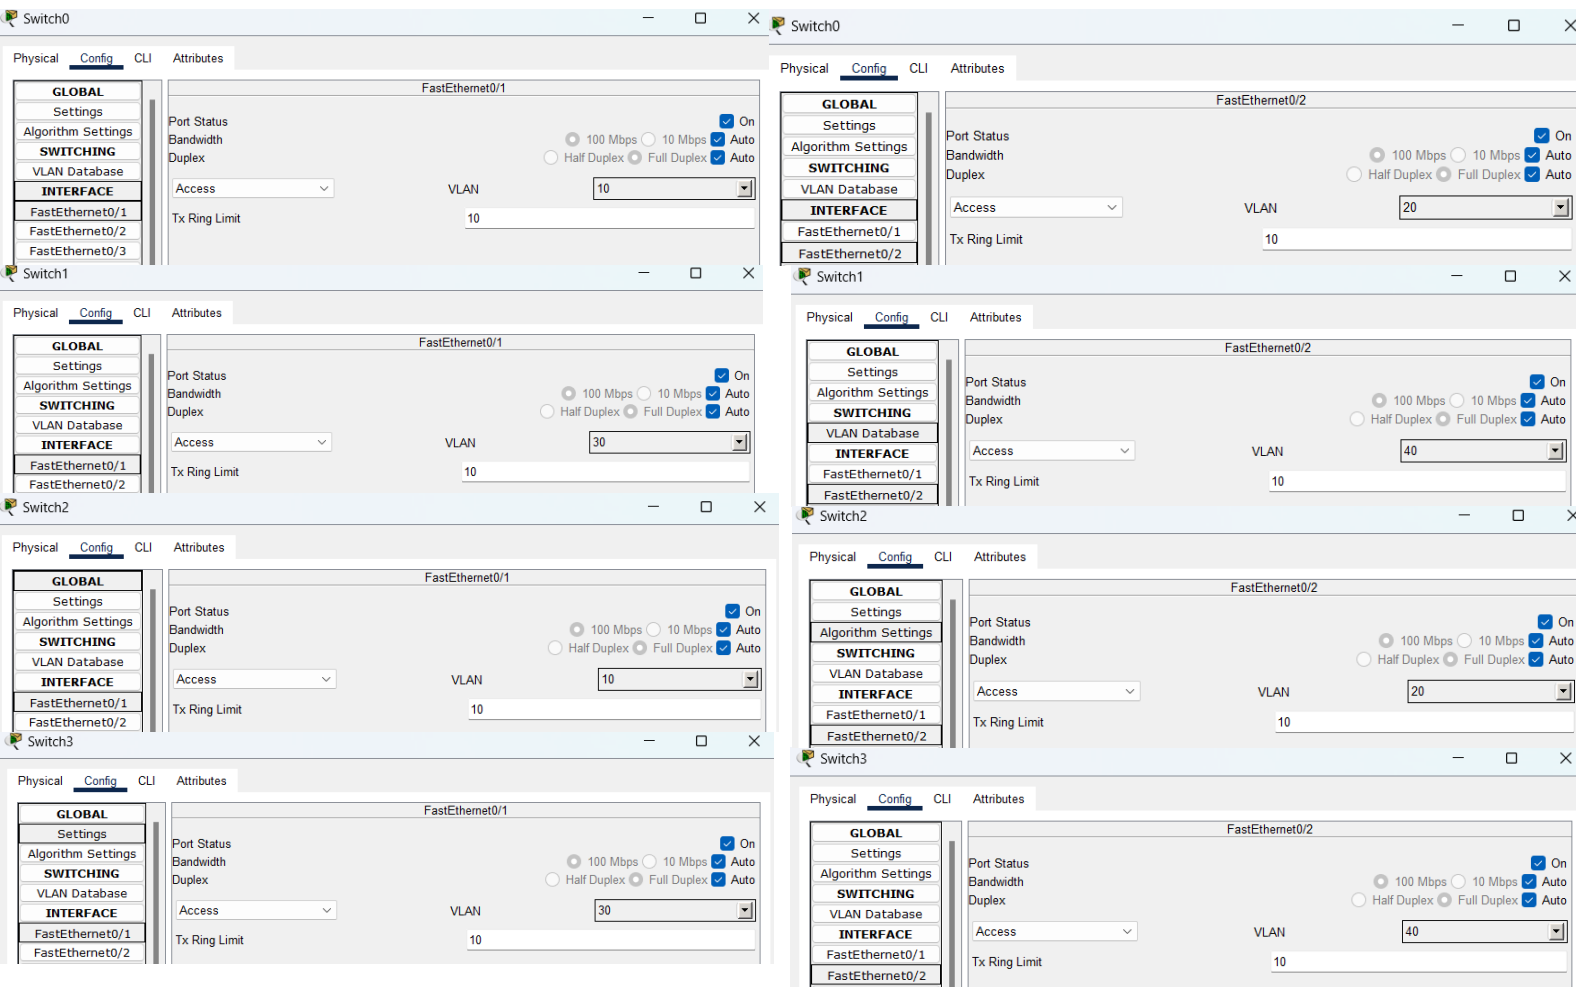 Switch0
Physical Config CLI Attributes
GLOBAL
Settings
Algorithm Settings
SWITCHING
VLAN Database
INTERFACE
FastEthernet0/1
FastEthernet0/2
FastEthernet0/3
FastEthernet0/1
Port Status On
Bandwidth 100 Mbps 10 Mbps Auto
Duplex Half Duplex Full Duplex Auto
Access VLAN 10
Tx Ring Limit 10
Switch0
Physical Config CLI Attributes
GLOBAL
Settings
Algorithm Settings
SWITCHING
VLAN Database
INTERFACE
FastEthernet0/1
FastEthernet0/2
FastEthernet0/2
Port Status On
Bandwidth 100 Mbps 10 Mbps Auto
Duplex Half Duplex Full Duplex Auto
Access VLAN 20
Tx Ring Limit 10
Switch1
Physical Config CLI Attributes
GLOBAL
Settings
Algorithm Settings
SWITCHING
VLAN Database
INTERFACE
FastEthernet0/1
FastEthernet0/2
FastEthernet0/1
Port Status On
Bandwidth 100 Mbps 10 Mbps Auto
Duplex Half Duplex Full Duplex Auto
Access VLAN 30
Tx Ring Limit 10
Switch1
Physical Config CLI Attributes
GLOBAL
Settings
Algorithm Settings
SWITCHING
VLAN Database
INTERFACE
FastEthernet0/1
FastEthernet0/2
FastEthernet0/2
Port Status On
Bandwidth 100 Mbps 10 Mbps Auto
Duplex Half Duplex Full Duplex Auto
Access VLAN 40
Tx Ring Limit 10
Switch2
Physical Config CLI Attributes
GLOBAL
Settings
Algorithm Settings
SWITCHING
VLAN Database
INTERFACE
FastEthernet0/1
FastEthernet0/2
FastEthernet0/1
Port Status On
Bandwidth 100 Mbps 10 Mbps Auto
Duplex Half Duplex Full Duplex Auto
Access VLAN 10
Tx Ring Limit 10
Switch2
Physical Config CLI Attributes
GLOBAL
Settings
Algorithm Settings
SWITCHING
VLAN Database
INTERFACE
FastEthernet0/1
FastEthernet0/2
FastEthernet0/2
Port Status On
Bandwidth 100 Mbps 10 Mbps Auto
Duplex Half Duplex Full Duplex Auto
Access VLAN 20
Tx Ring Limit 10
Switch3
Physical Config CLI Attributes
GLOBAL
Settings
Algorithm Settings
SWITCHING
VLAN Database
INTERFACE
FastEthernet0/1
FastEthernet0/2
FastEthernet0/1
Port Status On
Bandwidth 100 Mbps 10 Mbps Auto
Duplex Half Duplex Full Duplex Auto
Access VLAN 30
Tx Ring Limit 10
Switch3
Physical Config CLI Attributes
GLOBAL
Settings
Algorithm Settings
SWITCHING
VLAN Database
INTERFACE
FastEthernet0/1
FastEthernet0/2
FastEthernet0/2
Port Status On
Bandwidth 100 Mbps 10 Mbps Auto
Duplex Half Duplex Full Duplex Auto
Access VLAN 40
Tx Ring Limit 10